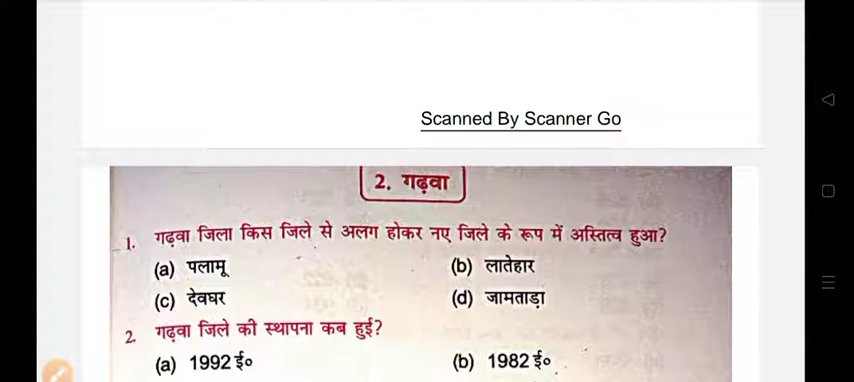 Scanned By Scanner Go
2. गढ़वा
1. गढ़वा जिला किस जिले से अलग होकर नए जिले के रूप में अस्तित्व हुआ?
(a) पलामू (b) लातेहार
(c) देवघर (d) जामताड़ा
2. गढ़वा जिले की स्थापना कब हुई?
(a) 1992 ई० (b) 1982 ई०